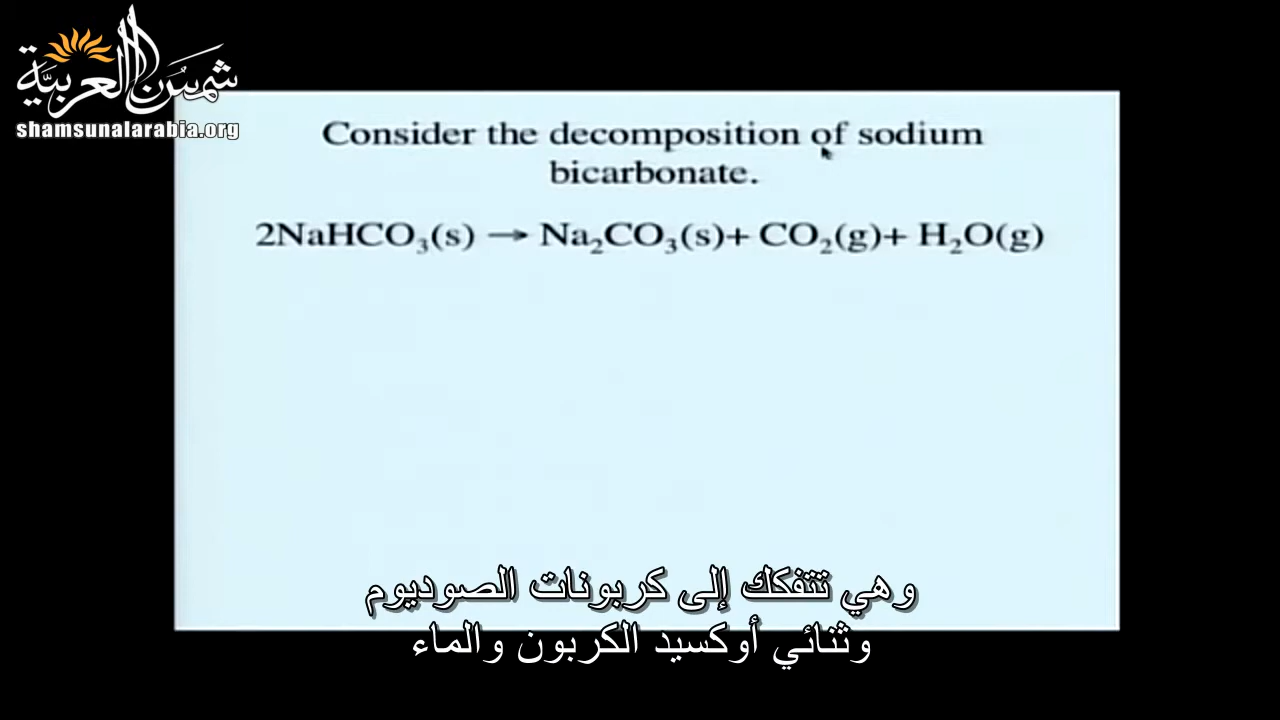 شمسن العربية
shamsunalarabia.org
Consider the decomposition of sodium
bicarbonate.
2NaHCO₃(s) → Na₂CO₃(s)+ CO₂(g)+ H₂O(g)
وهي تتفكك إلى كربونات الصوديوم
وثنائي أوكسيد الكربون والماء